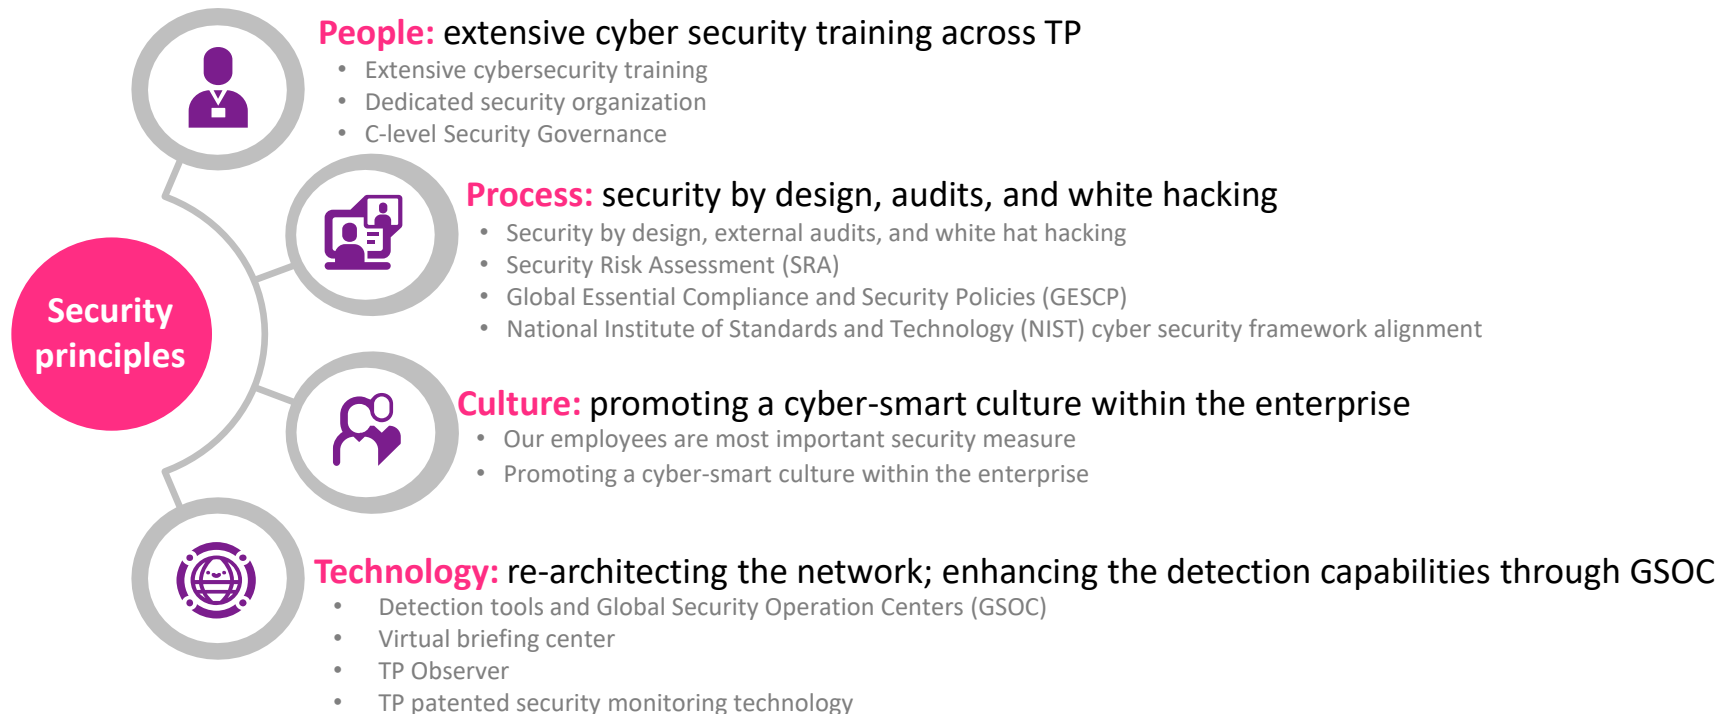 People: extensive cyber security training across TP
• Extensive cybersecurity training
• Dedicated security organization
• C-level Security Governance
Process: security by design, audits, and white hacking
• Security by design, external audits, and white hat hacking
• Security Risk Assessment (SRA)
• Global Essential Compliance and Security Policies (GESCP)
• National Institute of Standards and Technology (NIST) cyber security framework alignment
Security
principles
Culture: promoting a cyber-smart culture within the enterprise
• Our employees are most important security measure
• Promoting a cyber-smart culture within the enterprise
Technology: re-architecting the network; enhancing the detection capabilities through GSOC
• Detection tools and Global Security Operation Centers (GSOC)
• Virtual briefing center
• TP Observer
• TP patented security monitoring technology